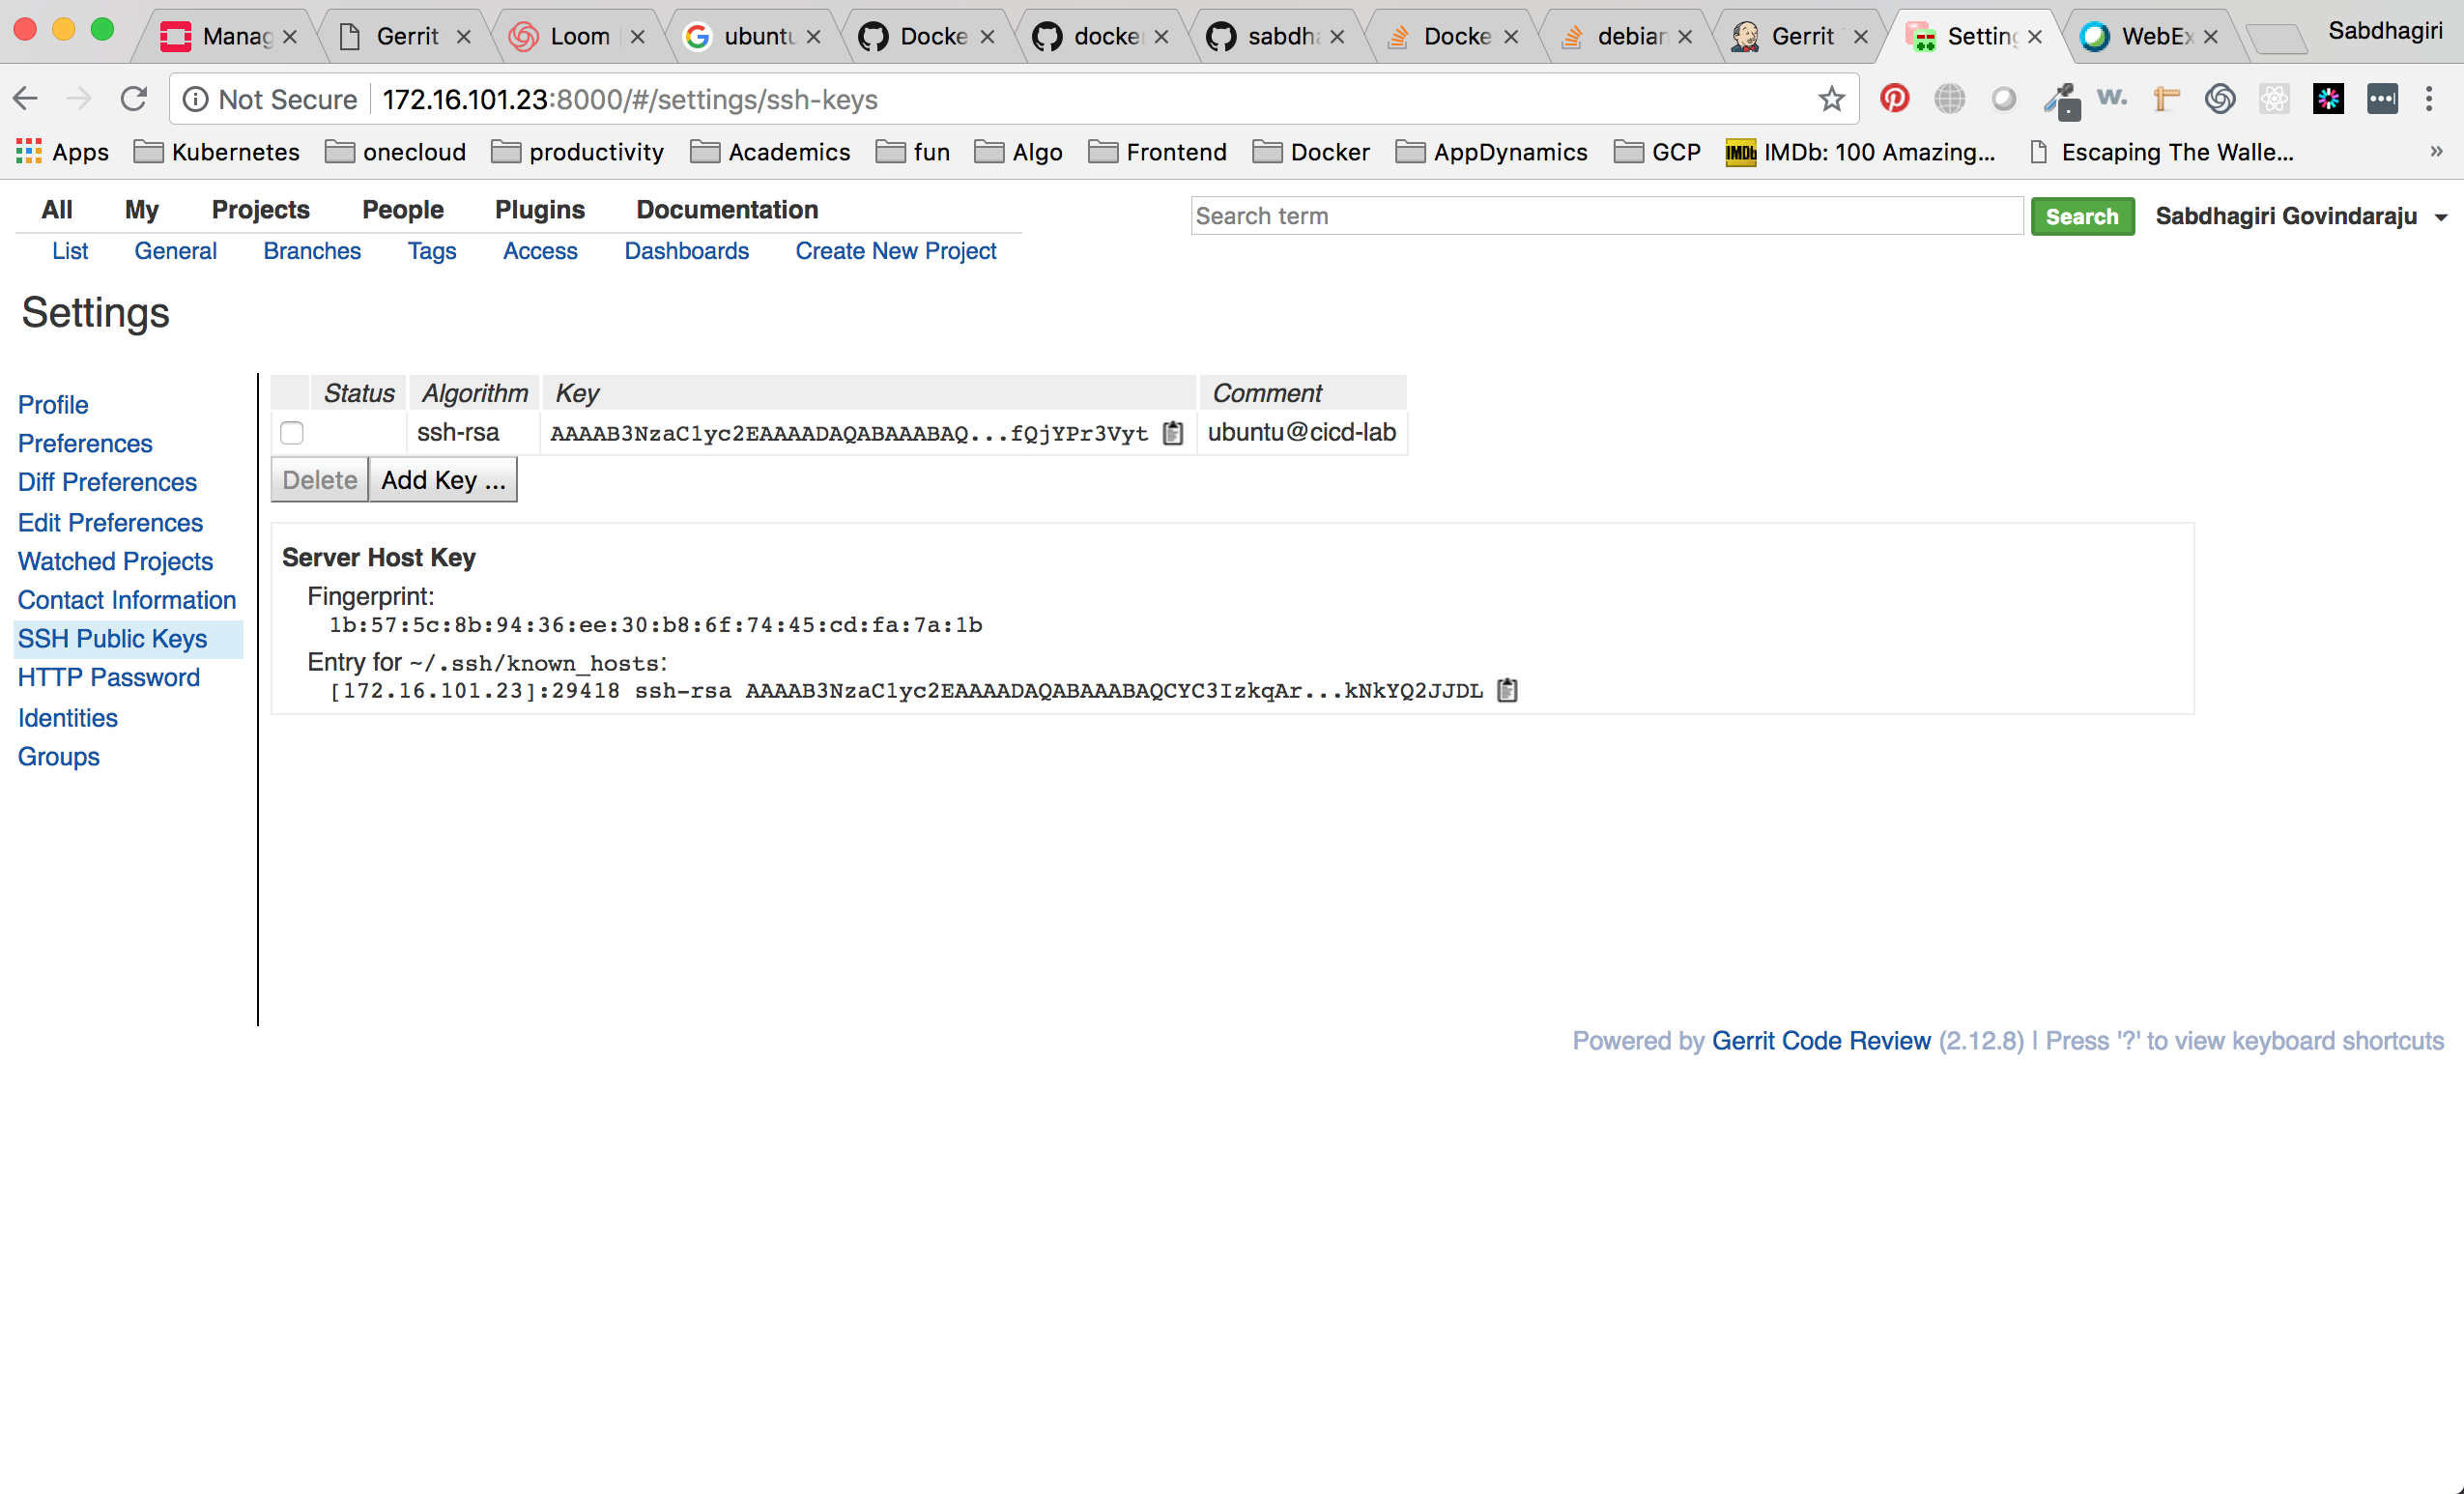 Manag Gerrit Loom ubuntu Docke docker sabdha Docke debian Gerrit Setting WebEx Sabdhagiri
Not Secure 172.16.101.23:8000/#/settings/ssh-keys w.
Apps Kubernetes onecloud productivity Academics fun Algo Frontend Docker AppDynamics GCP IMDb IMDb: 100 Amazing... Escaping The Walle... »
All My Projects People Plugins Documentation Search term Search Sabdhagiri Govindaraju
List General Branches Tags Access Dashboards Create New Project
Settings
Status Algorithm Key Comment
ssh-rsa AAAAB3NzaC1yc2EAAAADAQABAAABAQ...fQjYPr3Vyt ubuntu@cicd-lab
Delete Add Key ...
Profile
Preferences
Diff Preferences
Edit Preferences
Watched Projects
Contact Information
SSH Public Keys
HTTP Password
Identities
Groups
Server Host Key
Fingerprint:
1b:57:5c:8b:94:36:ee:30:b8:6f:74:45:cd:fa:7a:1b
Entry for ~/.ssh/known_hosts:
[172.16.101.23]:29418 ssh-rsa AAAAB3NzaC1yc2EAAAADAQABAAABAQCYC3IzkqAr...kNkYQ2JJDL
Powered by Gerrit Code Review (2.12.8) | Press '?' to view keyboard shortcuts